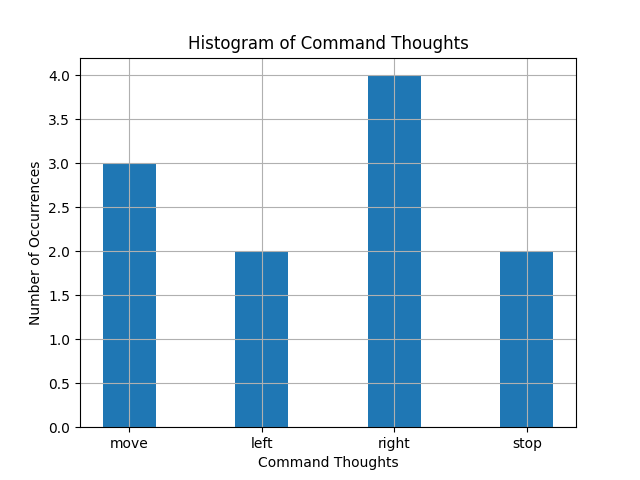 Histogram of Command Thoughts
4.0
3.5
3.0
2.5
2.0
1.5
1.0
0.5
0.0
Number of Occurrences
move left right stop
Command Thoughts